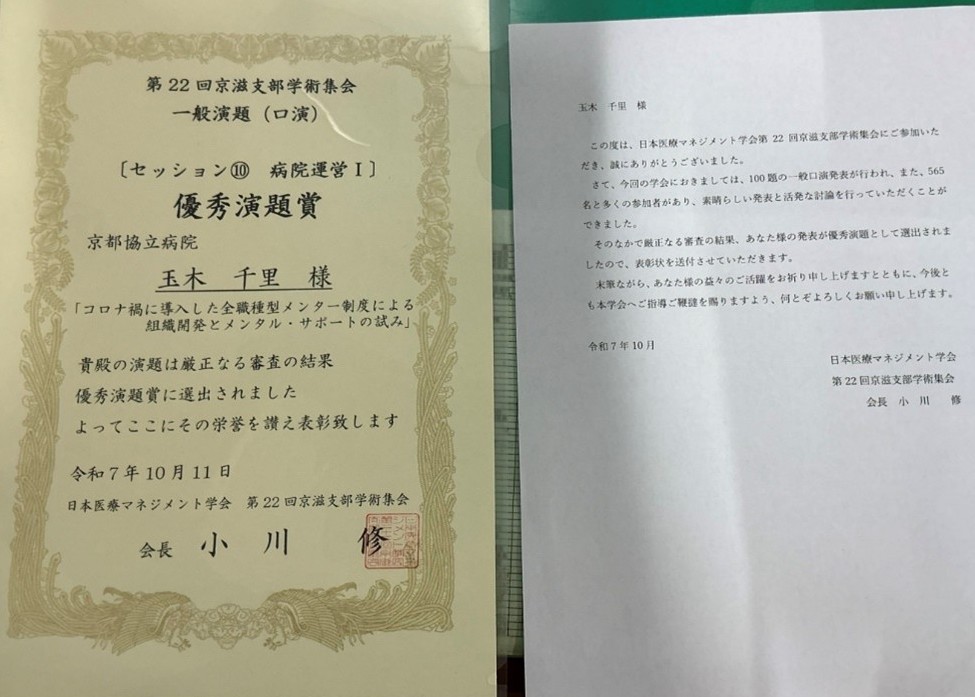 第22回京滋支部学術集会
一般演題（口演）
〔セッション⑩　病院運営Ⅰ〕
優秀演題賞
京都協立病院
玉木　千里　様
「コロナ禍に導入した全職種型メンター制度による
組織開発とメンタル・サポートの試み」
貴殿の演題は厳正なる審査の結果
優秀演題賞に選出されました
よってここにその栄誉を讃え表彰致します
令和7年10月11日
日本医療マネジメント学会　第22回京滋支部学術集会
会長　小　川　　修
玉木　千里　様
この度は、日本医療マネジメント学会第 22 回京滋支部学術集会にご参加いた
だき、誠にありがとうございました。
さて、今回の学会におきましては、100題の一般口演発表が行われ、また、565
名と多くの参加者があり、素晴らしい発表と活発な討論を行っていただくことが
できました。
そのなかで厳正なる審査の結果、あなた様の発表が優秀演題として選出されま
したので、表彰状を送付させていただきます。
末筆ながら、あなた様の益々のご活躍をお祈り申し上げますとともに、今後と
も本学会へご指導ご鞭撻を賜りますよう、何とぞよろしくお願い申し上げます。
令和7年10月
日本医療マネジメント学会
第22回京滋支部学術集会
会長　小　川　　修